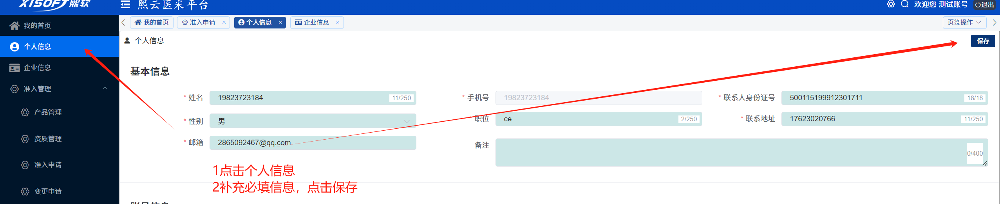 XISOFT熙软
熙云医采平台
欢迎您 测试账号
退出
我的首页
准入申请 ×
个人信息 ×
企业信息 ×
页签操作
我的首页
个人信息
企业信息
准入管理
产品管理
资质管理
准入申请
变更申请
个人信息
保存
基本信息
* 姓名 19823723184 11/250
* 手机号 19823723184
* 联系人身份证号 500115199912301711 18/18
* 性别 男
* 职位 ce 2/250
* 联系地址 17623020766 11/250
* 邮箱 2865092467@qq.com
备注 0/400
1点击个人信息
2补充必填信息，点击保存
账号信息